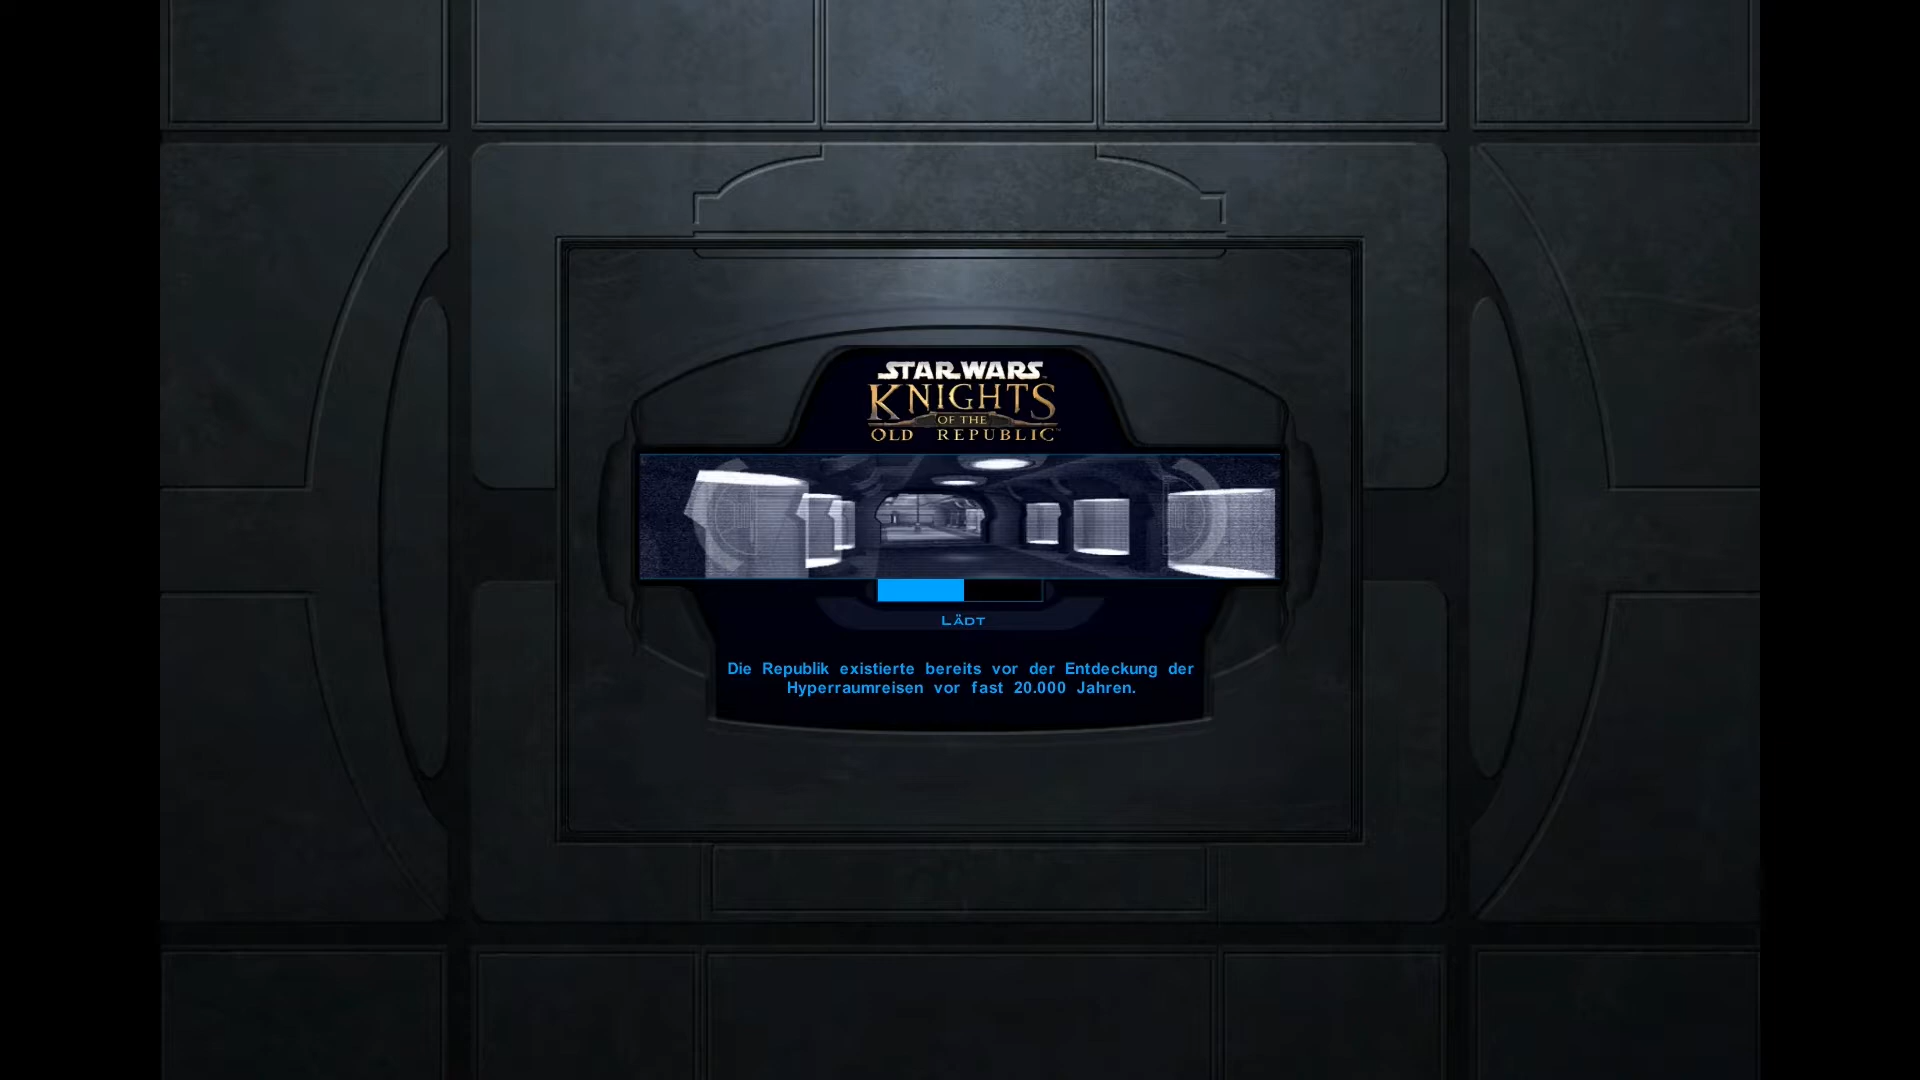 STAR WARS
KNIGHTS
OF THE
OLD REPUBLIC™
LÄDT
Die Republik existierte bereits vor der Entdeckung der
Hyperraumreisen vor fast 20.000 Jahren.